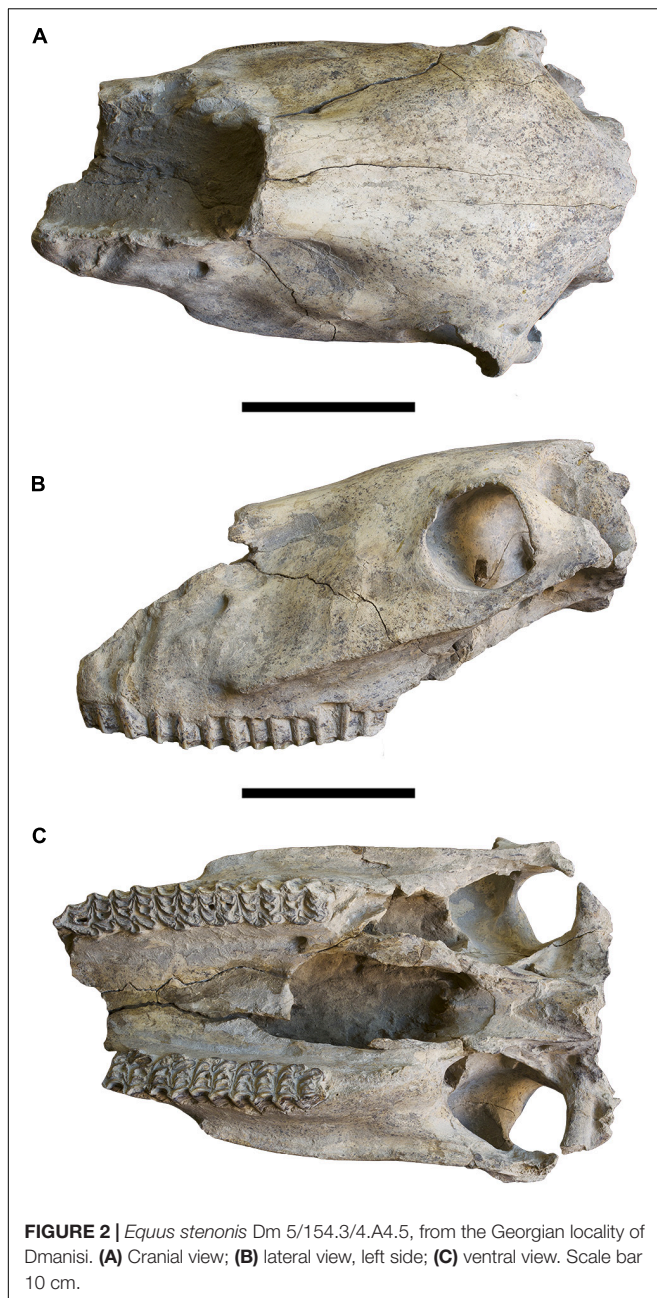 A
B
C
FIGURE 2 | Equus stenonis Dm 5/154.3/4.A4.5, from the Georgian locality of
Dmanisi. (A) Cranial view; (B) lateral view, left side; (C) ventral view. Scale bar
10 cm.